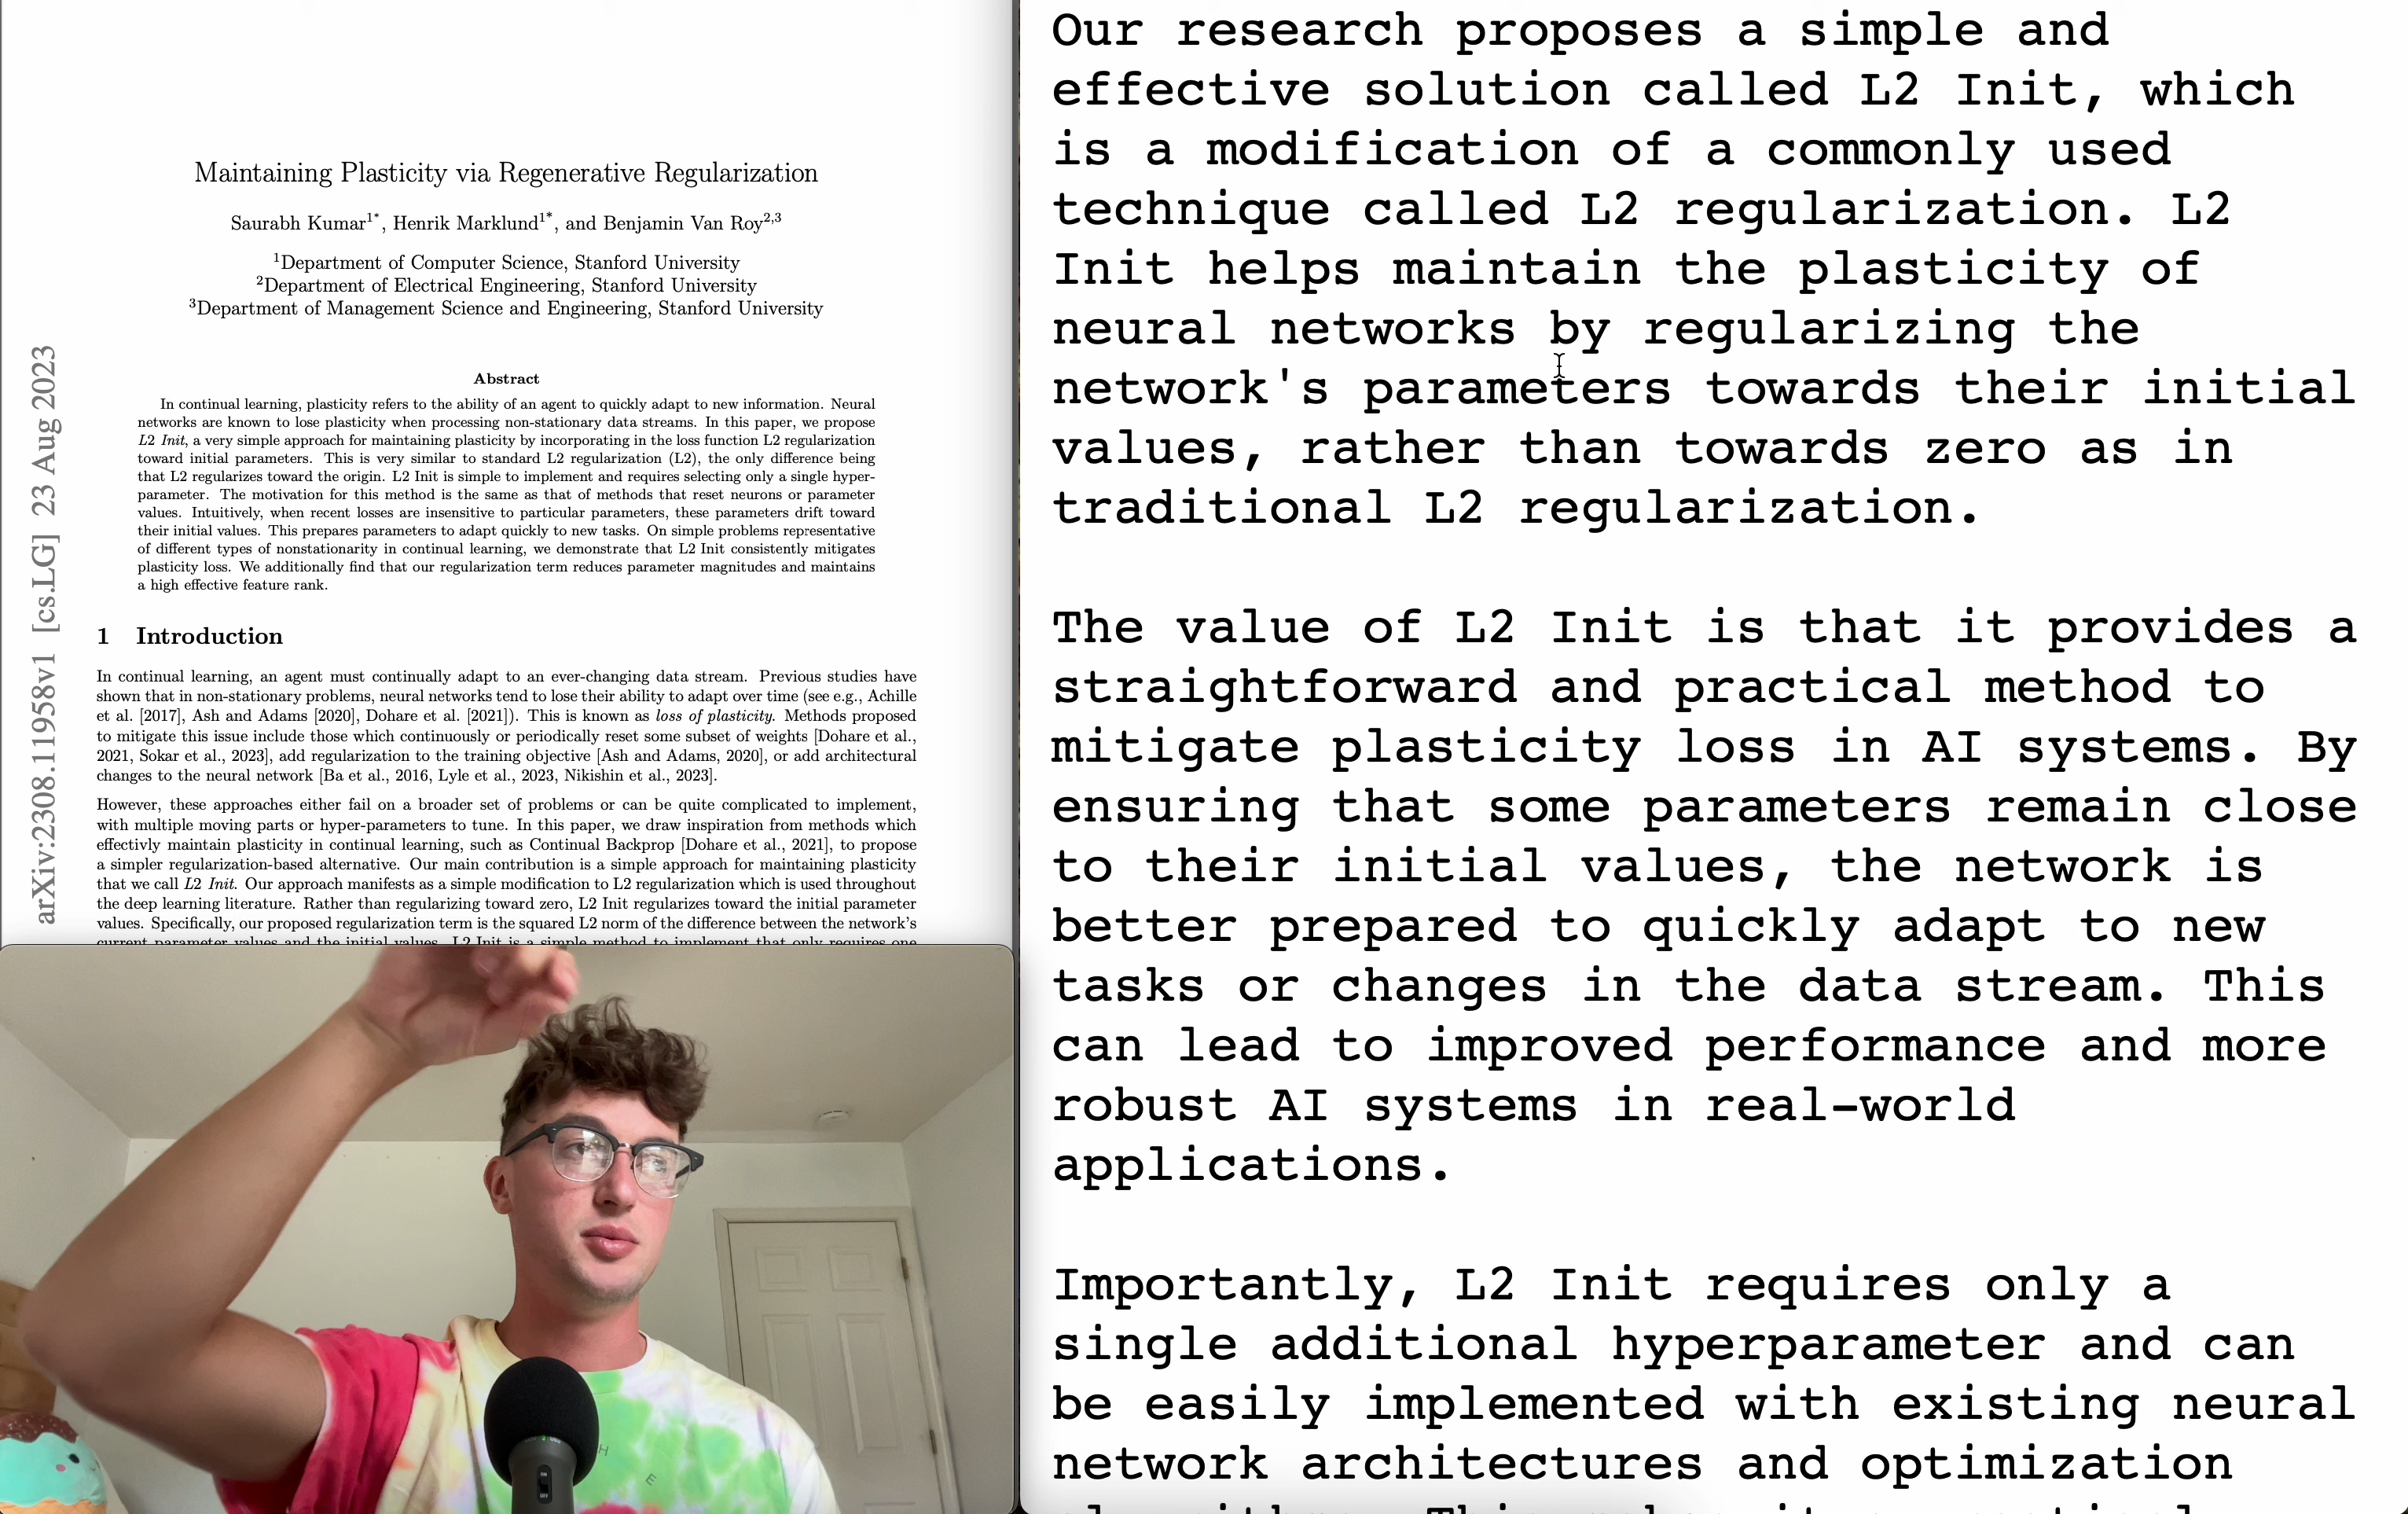 Maintaining Plasticity via Regenerative Regularization
Saurabh Kumar1*, Henrik Marklund1*, and Benjamin Van Roy2,3
1Department of Computer Science, Stanford University
2Department of Electrical Engineering, Stanford University
3Department of Management Science and Engineering, Stanford University
arXiv:2308.11958v1 [cs.LG] 23 Aug 2023
Abstract
In continual learning, plasticity refers to the ability of an agent to quickly adapt to new information. Neural
networks are known to lose plasticity when processing non-stationary data streams. In this paper, we propose
L2 Init, a very simple approach for maintaining plasticity by incorporating in the loss function L2 regularization
toward initial parameters. This is very similar to standard L2 regularization (L2), the only difference being
that L2 regularizes toward the origin. L2 Init is simple to implement and requires selecting only a single hyper-
parameter. The motivation for this method is the same as that of methods that reset neurons or parameter
values. Intuitively, when recent losses are insensitive to particular parameters, these parameters drift toward
their initial values. This prepares parameters to adapt quickly to new tasks. On simple problems representative
of different types of nonstationarity in continual learning, we demonstrate that L2 Init consistently mitigates
plasticity loss. We additionally find that our regularization term reduces parameter magnitudes and maintains
a high effective feature rank.
1 Introduction
In continual learning, an agent must continually adapt to an ever-changing data stream. Previous studies have
shown that in non-stationary problems, neural networks tend to lose their ability to adapt over time (see e.g., Achille
et al. [2017], Ash and Adams [2020], Dohare et al. [2021]). This is known as loss of plasticity. Methods proposed
to mitigate this issue include those which continuously or periodically reset some subset of weights [Dohare et al.,
2021, Sokar et al., 2023], add regularization to the training objective [Ash and Adams, 2020], or add architectural
changes to the neural network [Ba et al., 2016, Lyle et al., 2023, Nikishin et al., 2023].
However, these approaches either fail on a broader set of problems or can be quite complicated to implement,
with multiple moving parts or hyper-parameters to tune. In this paper, we draw inspiration from methods which
effectivly maintain plasticity in continual learning, such as Continual Backprop [Dohare et al., 2021], to propose
a simpler regularization-based alternative. Our main contribution is a simple approach for maintaining plasticity
that we call L2 Init. Our approach manifests as a simple modification to L2 regularization which is used throughout
the deep learning literature. Rather than regularizing toward zero, L2 Init regularizes toward the initial parameter
values. Specifically, our proposed regularization term is the squared L2 norm of the difference between the network's
current parameter values and the initial values. L2 Init is a simple method to implement that only requires one
Our research proposes a simple and
effective solution called L2 Init, which
is a modification of a commonly used
technique called L2 regularization. L2
Init helps maintain the plasticity of
neural networks by regularizing the
network's parameters towards their initial
values, rather than towards zero as in
traditional L2 regularization.
The value of L2 Init is that it provides a
straightforward and practical method to
mitigate plasticity loss in AI systems. By
ensuring that some parameters remain close
to their initial values, the network is
better prepared to quickly adapt to new
tasks or changes in the data stream. This
can lead to improved performance and more
robust AI systems in real-world
applications.
Importantly, L2 Init requires only a
single additional hyperparameter and can
be easily implemented with existing neural
network architectures and optimization
H
E
ON
OFF